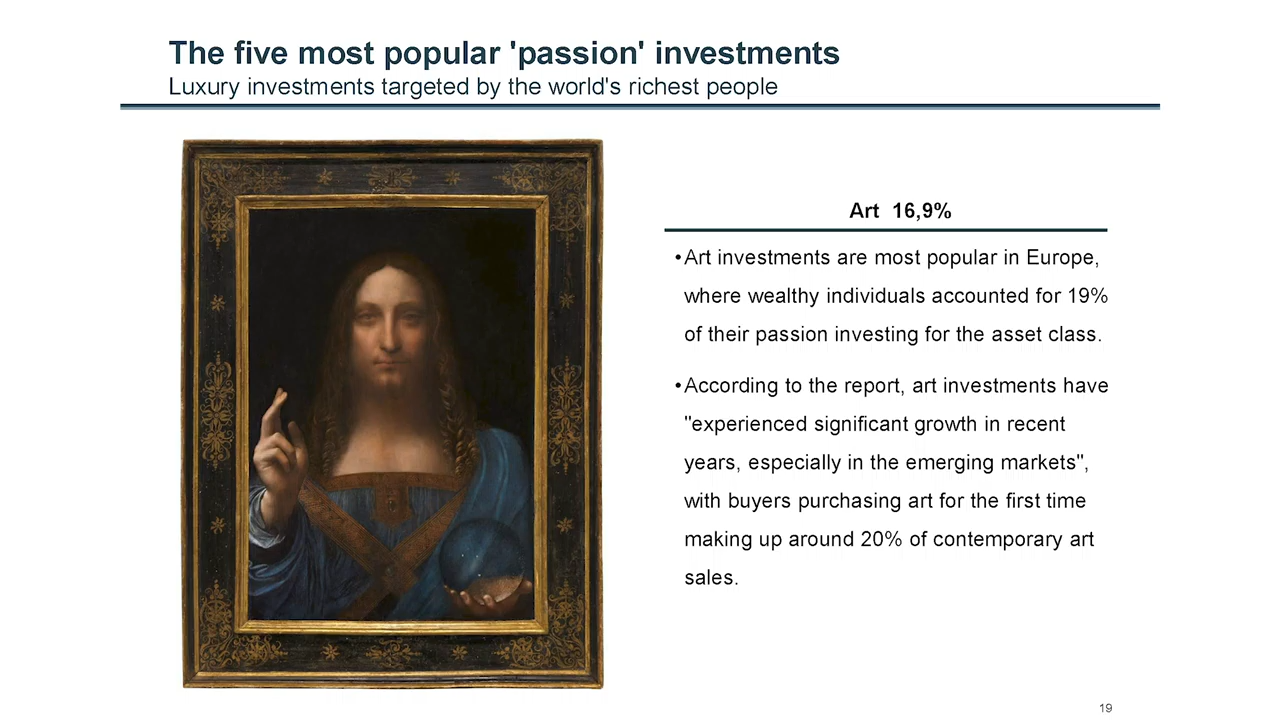 The five most popular 'passion' investments
Luxury investments targeted by the world's richest people
Art 16,9%
•Art investments are most popular in Europe,
where wealthy individuals accounted for 19%
of their passion investing for the asset class.
•According to the report, art investments have
"experienced significant growth in recent
years, especially in the emerging markets",
with buyers purchasing art for the first time
making up around 20% of contemporary art
sales.
19